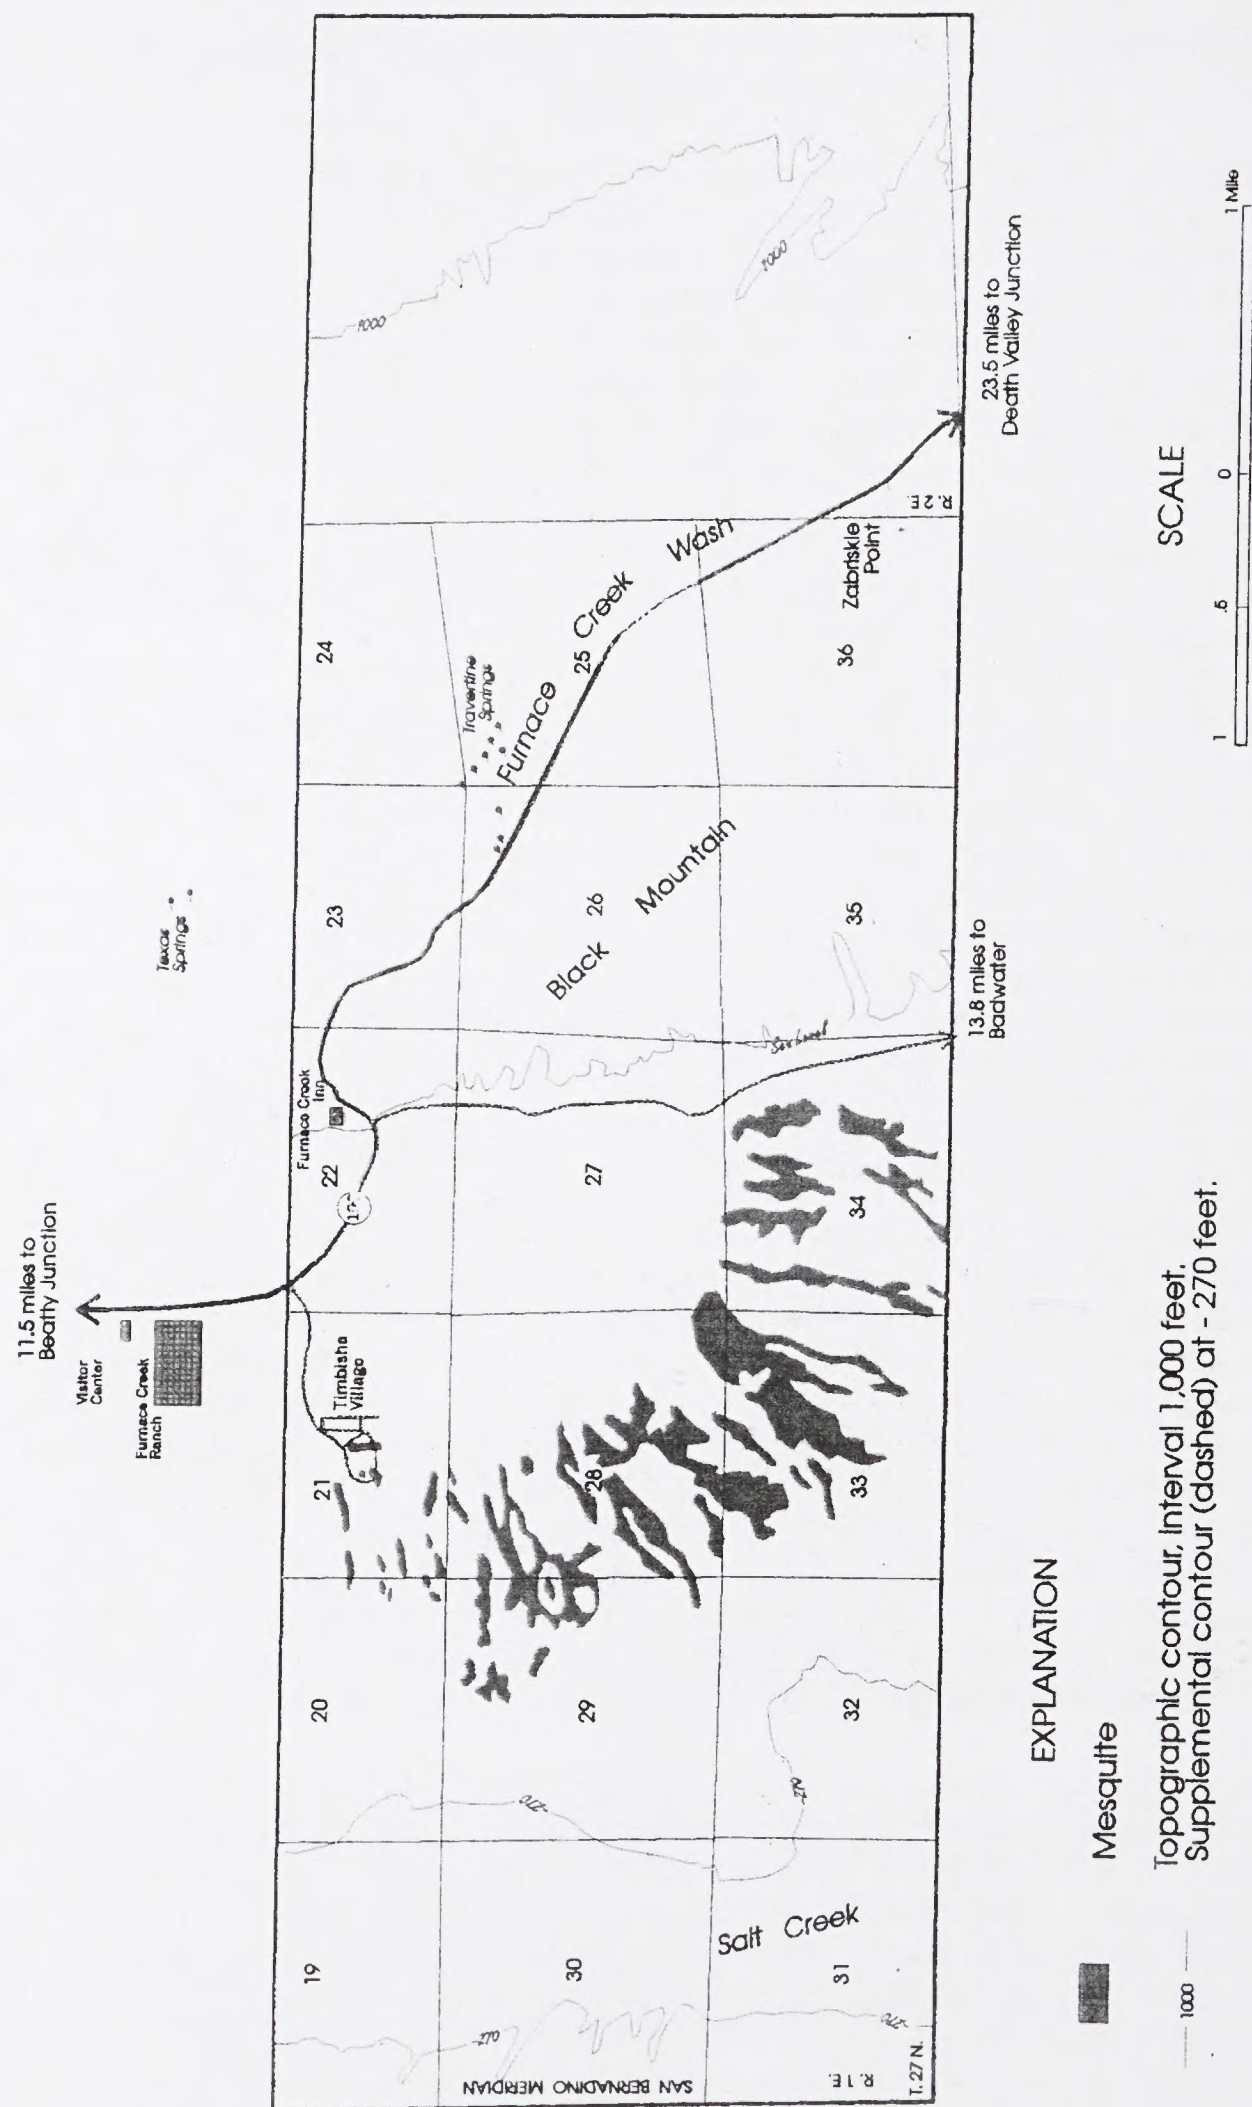 11.5 miles to
Beatty Junction
Visitor
Center
Furnace Creek
Ranch
Texas
Springs
19
20
21
Timbisha
Village
22
Furnace Creek
Inn
23
24
Travertine
Springs
30
29
28
27
26
25
Furnace Creek Wash
Black Mountain
Salt Creek
31
32
33
34
35
36
Zabriskie
Point
1000
1000
-270
-270
-270
-270
Sea Level
SAN BERNADINO MERIDIAN
R. 1 E.
T. 27 N.
R. 2 E.
13.8 miles to
Badwater
23.5 miles to
Death Valley Junction
EXPLANATION
Mesquite
1000
Topographic contour, Interval 1,000 feet.
Supplemental contour (dashed) at - 270 feet.
SCALE
1 .5 0 1 Mile